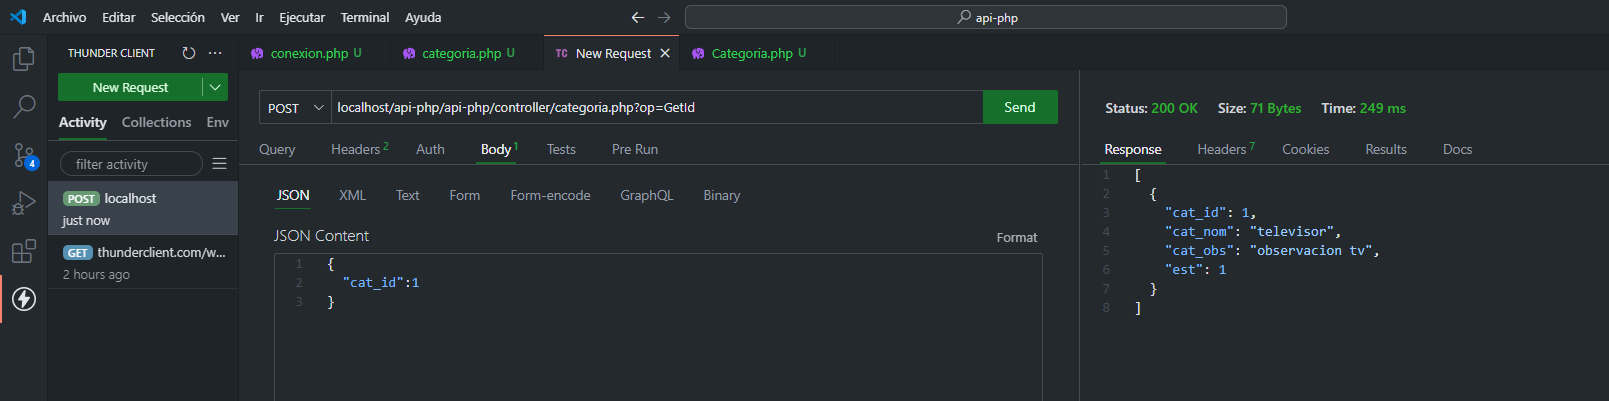 Archivo Editar Selección Ver Ir Ejecutar Terminal Ayuda
api-php
THUNDER CLIENT
New Request
Activity Collections Env
filter activity
POST localhost
just now
GET thunderclient.com/w...
2 hours ago
4
conexion.php U
categoria.php U
TC New Request
Categoria.php U
POST localhost/api-php/api-php/controller/categoria.php?op=GetId Send
Query Headers 2 Auth Body 1 Tests Pre Run
JSON XML Text Form Form-encode GraphQL Binary
JSON Content Format
1 {
2 "cat_id":1
3 }
Status: 200 OK Size: 71 Bytes Time: 249 ms
Response Headers 7 Cookies Results Docs
1 [
2 {
3 "cat_id": 1,
4 "cat_nom": "televisor",
5 "cat_obs": "observacion tv",
6 "est": 1
7 }
8 ]